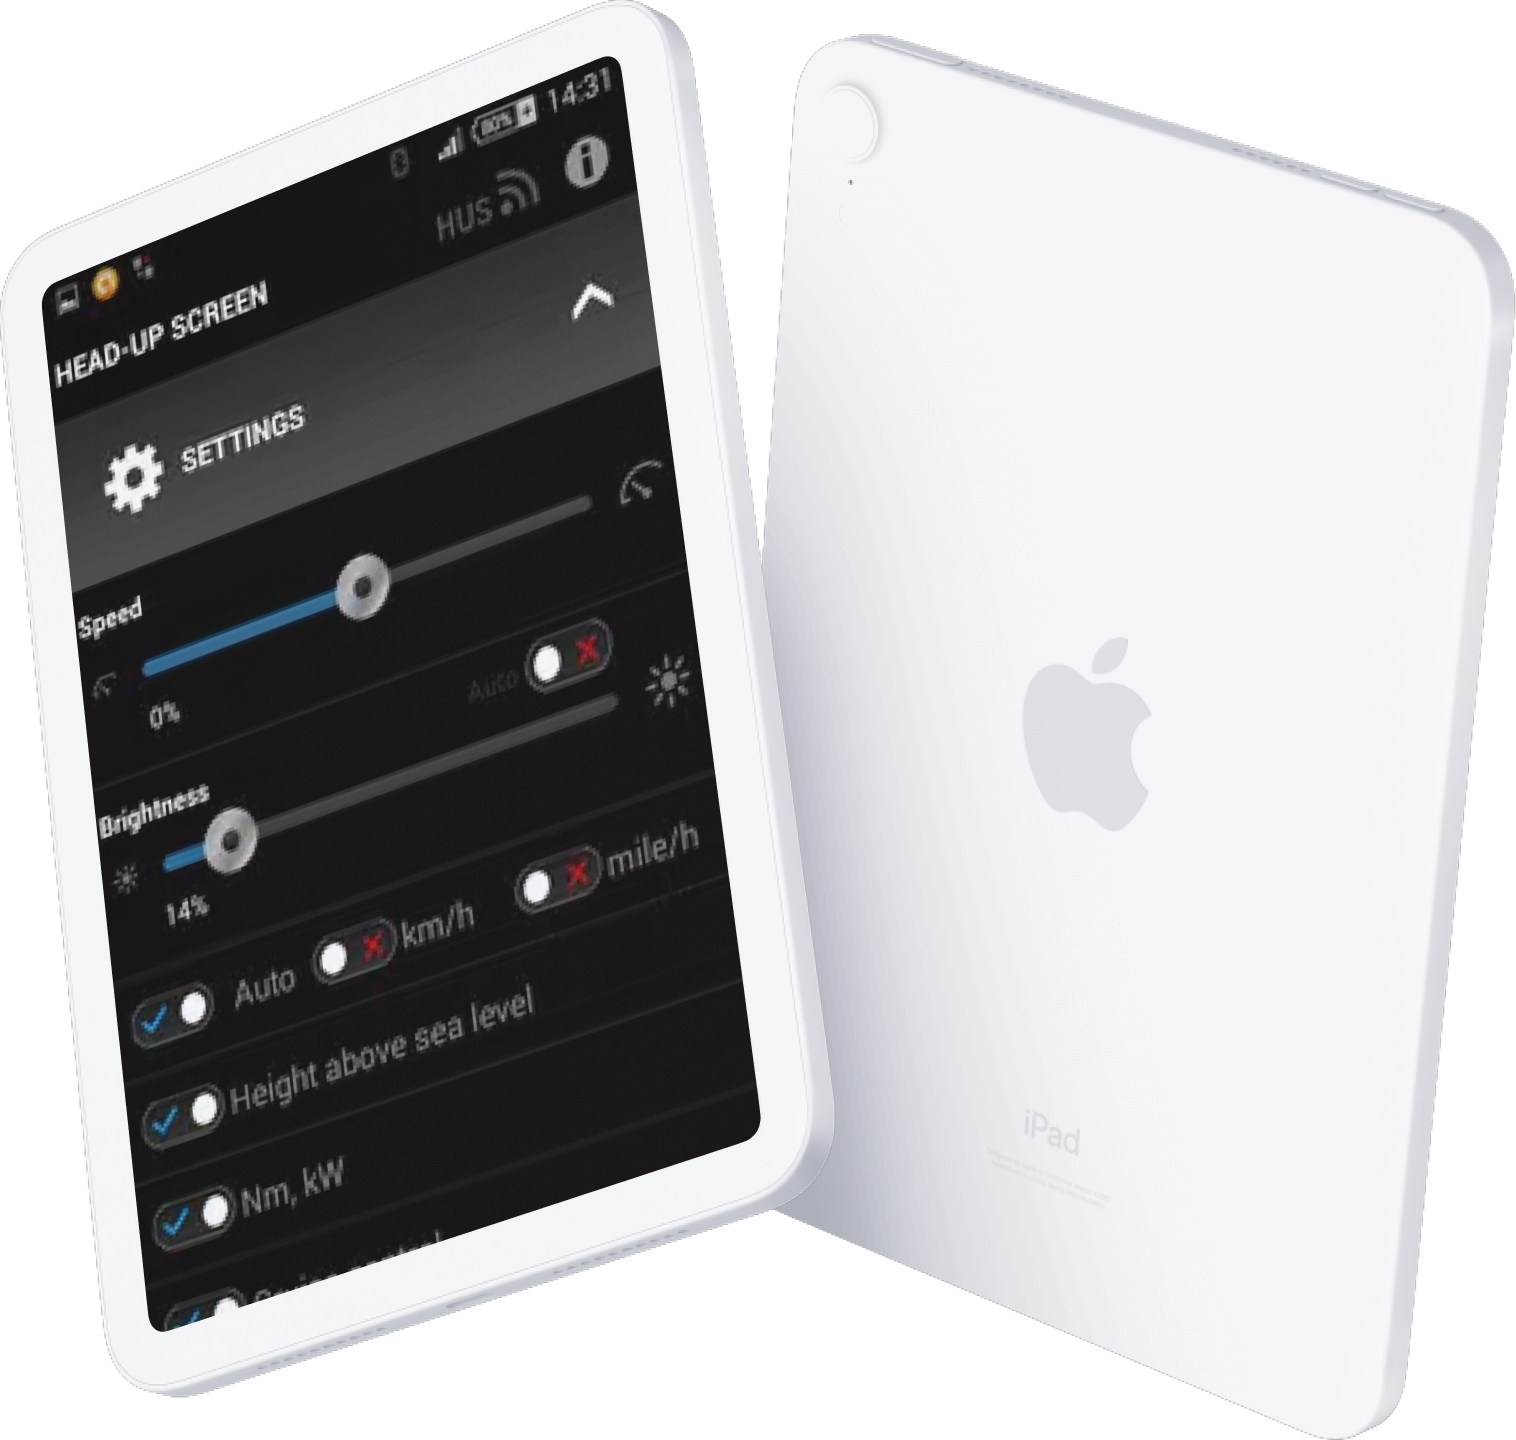 80% 14:31
HEAD-UP SCREEN HUS
SETTINGS
Speed
0%
Auto
Brightness
14%
Auto km/h mile/h
Height above sea level
Nm, kW
iPad